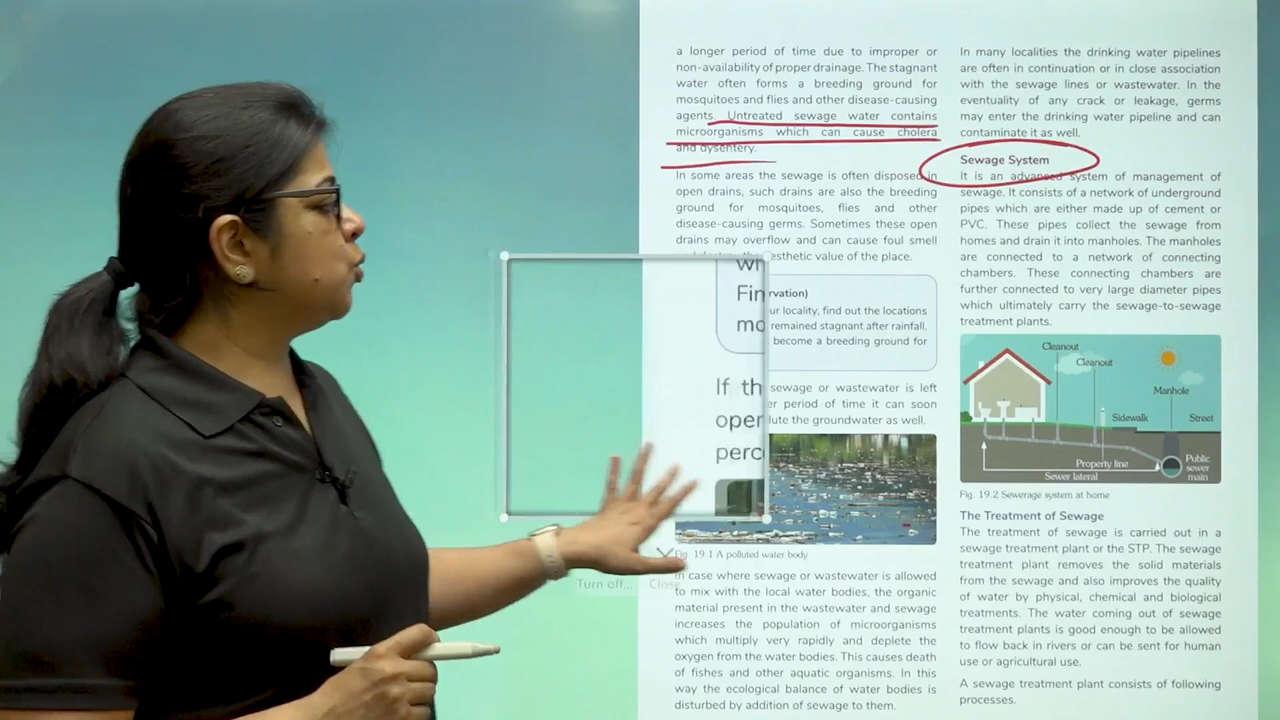 a longer period of time due to improper or
non-availability of proper drainage. The stagnant
water often forms a breeding ground for
mosquitoes and flies and other disease-causing
agents. Untreated sewage water contains
microorganisms which can cause cholera
and dysentery.
In some areas the sewage is often disposed in
open drains, such drains are also the breeding
ground for mosquitoes, flies and other
disease-causing germs. Sometimes these open
drains may overflow and can cause foul smell
esthetic value of the place.
Fin
mo
rvation)
ur locality, find out the locations
remained stagnant after rainfall.
become a breeding ground for
If th
oper
perc
sewage or wastewater is left
er period of time it can soon
lute the groundwater as well.
Fig. 19.1 A polluted water body
Turn off...
Close
In case where sewage or wastewater is allowed
to mix with the local water bodies, the organic
material present in the wastewater and sewage
increases the population of microorganisms
which multiply very rapidly and deplete the
oxygen from the water bodies. This causes death
of fishes and other aquatic organisms. In this
way the ecological balance of water bodies is
disturbed by addition of sewage to them.
In many localities the drinking water pipelines
are often in continuation or in close association
with the sewage lines or wastewater. In the
eventuality of any crack or leakage, germs
may enter the drinking water pipeline and can
contaminate it as well.
Sewage System
It is an advanced system of management of
sewage. It consists of a network of underground
pipes which are either made up of cement or
PVC. These pipes collect the sewage from
homes and drain it into manholes. The manholes
are connected to a network of connecting
chambers. These connecting chambers are
further connected to very large diameter pipes
which ultimately carry the sewage-to-sewage
treatment plants.
Cleanout
Cleanout
Manhole
Sidewalk
Street
Property line
Public
sewer
main
Sewer lateral
Fig. 19.2 Sewerage system at home
The Treatment of Sewage
The treatment of sewage is carried out in a
sewage treatment plant or the STP. The sewage
treatment plant removes the solid materials
from the sewage and also improves the quality
of water by physical, chemical and biological
treatments. The water coming out of sewage
treatment plants is good enough to be allowed
to flow back in rivers or can be sent for human
use or agricultural use.
A sewage treatment plant consists of following
processes.